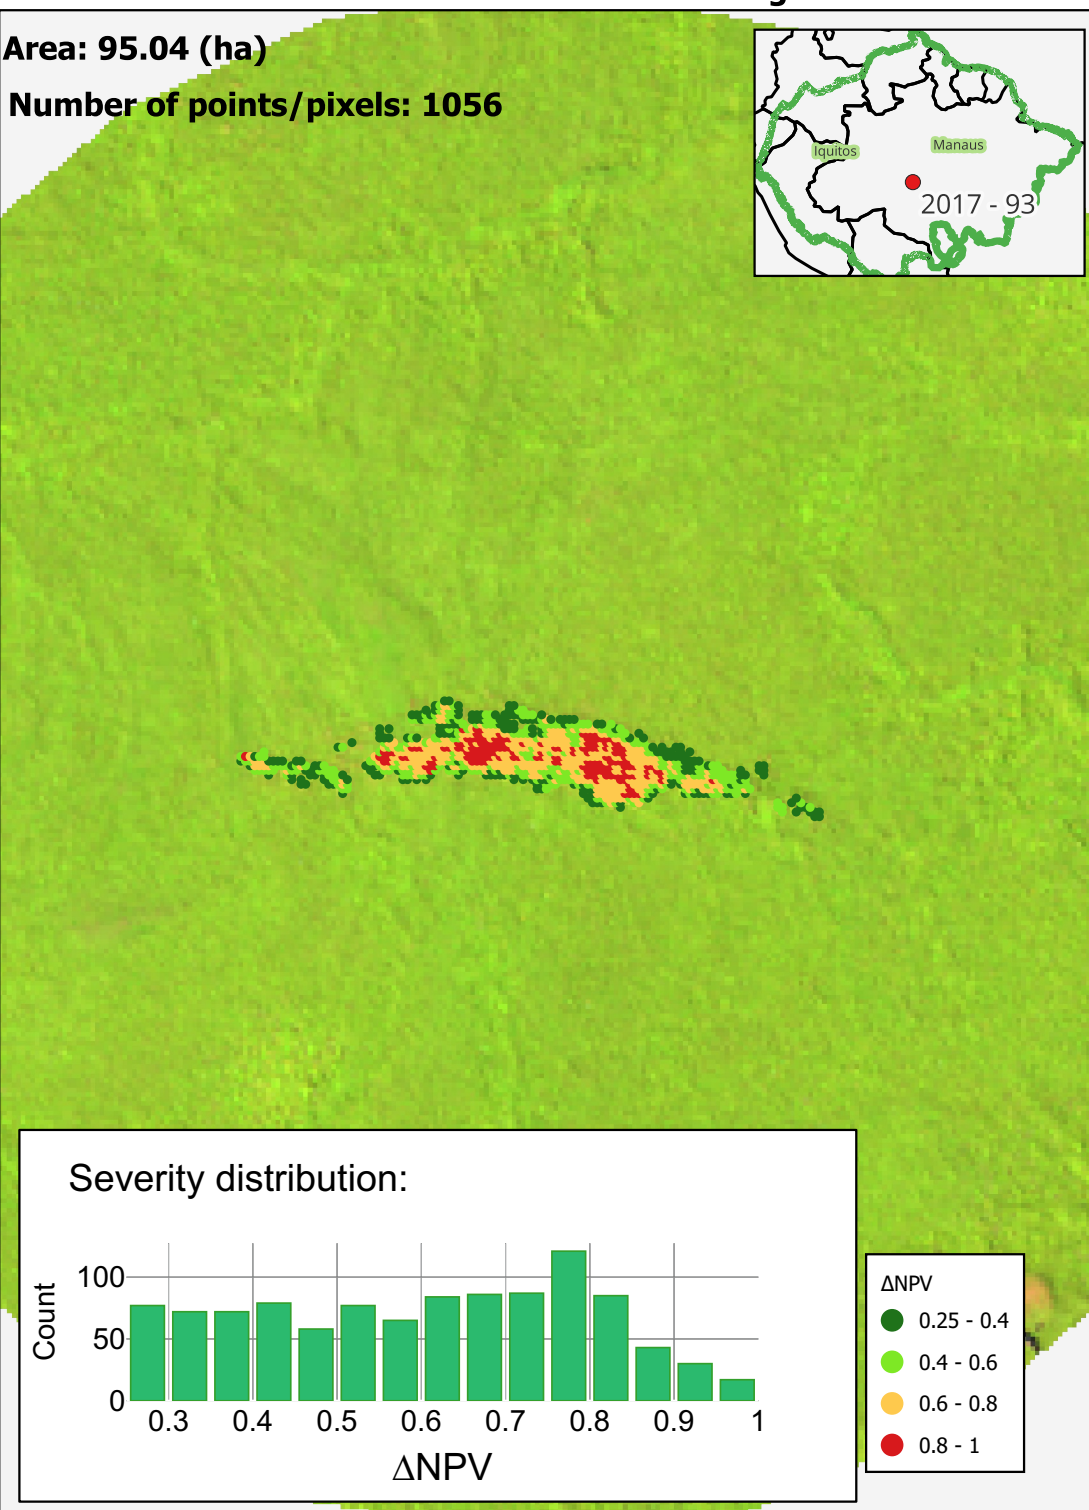 Area: 95.04 (ha)
Number of points/pixels: 1056
Iquitos
Manaus
2017 - 93
Severity distribution:
Count
100
50
0
0.3 0.4 0.5 0.6 0.7 0.8 0.9 1
ΔNPV
ΔNPV
0.25 - 0.4
0.4 - 0.6
0.6 - 0.8
0.8 - 1